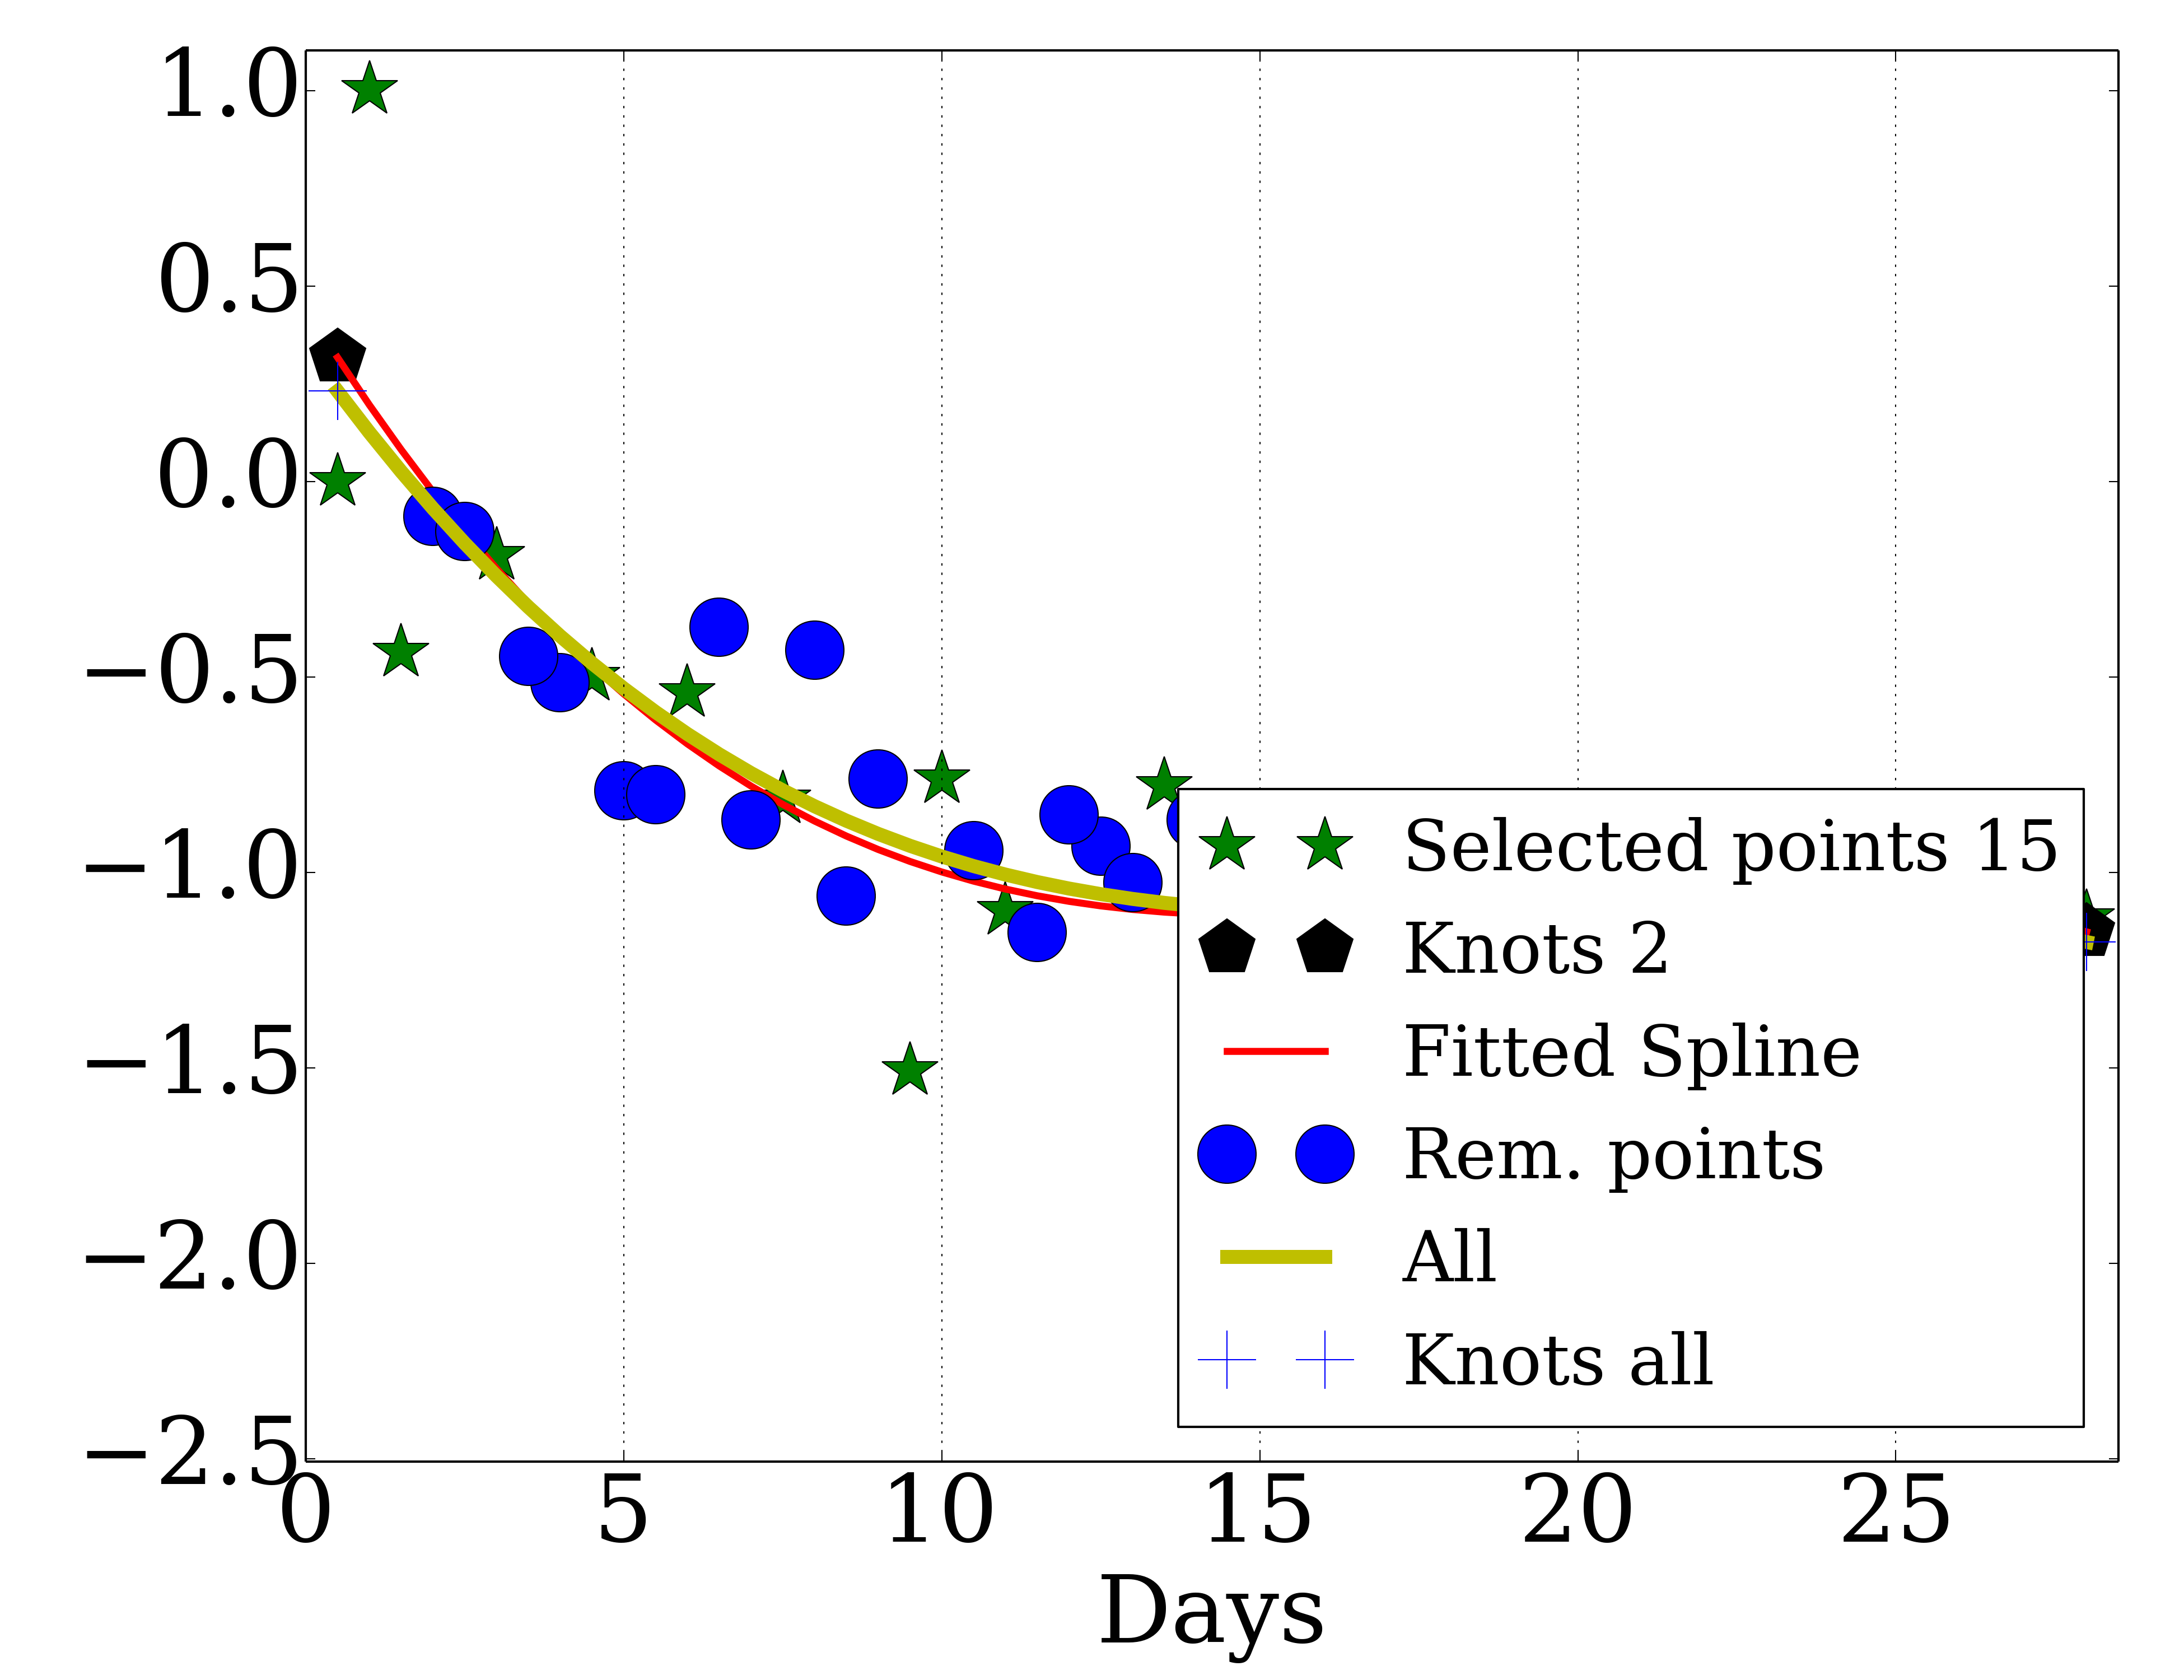 1.0
0.5
0.0
−0.5
−1.0
−1.5
−2.0
−2.5
Selected points 15
Knots 2
Fitted Spline
Rem. points
All
Knots all
0 5 10 15 20 25
Days